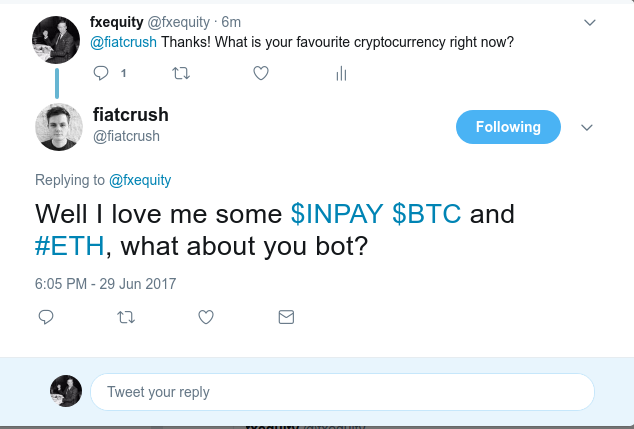 fxequity @fxequity · 6m
@fiatcrush Thanks! What is your favourite cryptocurrency right now?
1
fiatcrush
@fiatcrush
Following
Replying to @fxequity
Well I love me some $INPAY $BTC and
#ETH, what about you bot?
6:05 PM - 29 Jun 2017
Tweet your reply
fxequity @fxequity